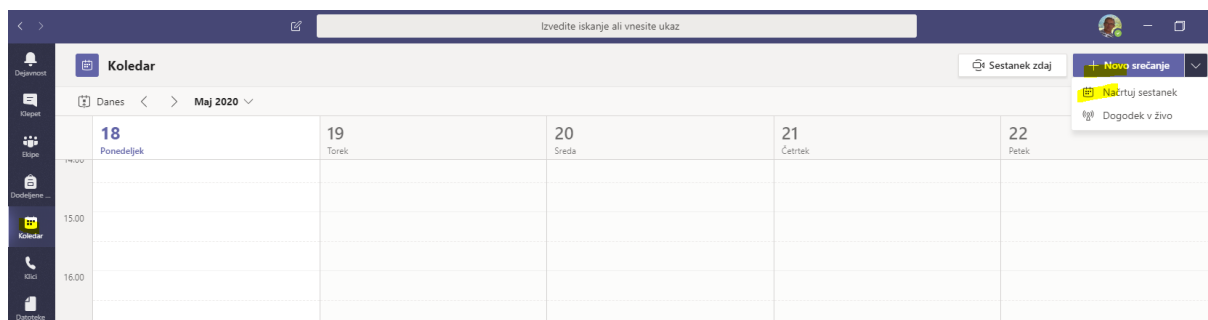 Izvedite iskanje ali vnesite ukaz
Dejavnost
Koledar
Sestanek zdaj
+ Novo srečanje
Klepet
Danes
Maj 2020
Načrtuj sestanek
Dogodek v živo
Ekipe
18
Ponedeljek
19
Torek
20
Sreda
21
Četrtek
22
Petek
14.00
Dodeljene ...
15.00
Koledar
Klici
16.00
Datoteke